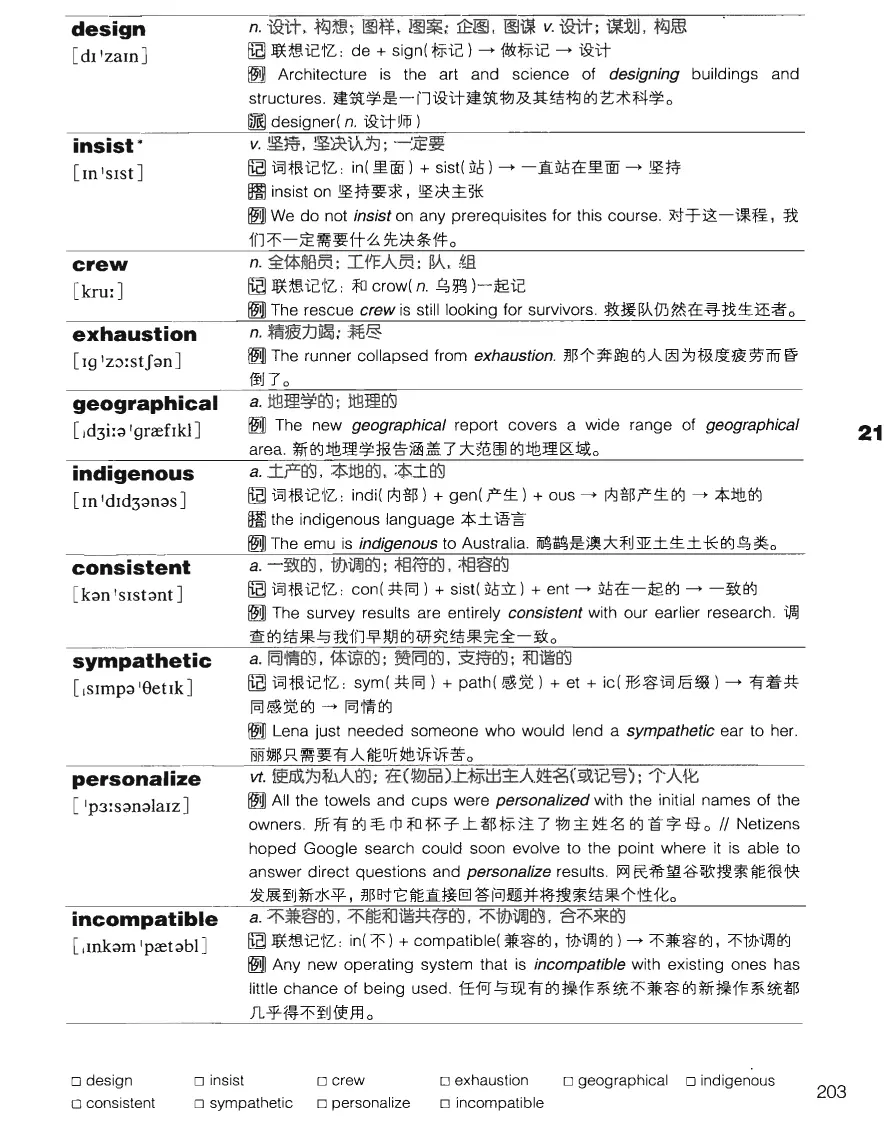 design
[dɪˈzaɪn]
n. 设计，构想；图样，图案；企图，图谋 v. 设计；谋划，构思
记 联想记忆：de + sign(标记) → 做标记 → 设计
例 Architecture is the art and science of designing buildings and
structures. 建筑学是一门设计建筑物及其结构的艺术科学。
派 designer(n. 设计师)
insist*
[ɪnˈsɪst]
v. 坚持，坚决认为；一定要
记 词根记忆：in(里面) + sist(站) → 一直站在里面 → 坚持
搭 insist on 坚持要求，坚决主张
例 We do not insist on any prerequisites for this course. 对于这一课程，我
们不一定需要什么先决条件。
crew
[kruː]
n. 全体船员；工作人员；队，组
记 联想记忆：和 crow(n. 乌鸦)一起记
例 The rescue crew is still looking for survivors. 救援队仍然在寻找生还者。
exhaustion
[ɪgˈzɔːstʃən]
n. 精疲力竭；耗尽
例 The runner collapsed from exhaustion. 那个奔跑的人因为极度疲劳而昏
倒了。
geographical
[ˌdʒiːəˈgræfɪkl]
a. 地理学的；地理的
例 The new geographical report covers a wide range of geographical
area. 新的地理学报告涵盖了大范围的地理区域。
21
indigenous
[ɪnˈdɪdʒənəs]
a. 土产的，本地的，本土的
记 词根记忆：indi(内部) + gen(产生) + ous → 内部产生的 → 本地的
搭 the indigenous language 本土语言
例 The emu is indigenous to Australia. 鸸鹋是澳大利亚土生土长的鸟类。
consistent
[kənˈsɪstənt]
a. 一致的，协调的；相符的，相容的
记 词根记忆：con(共同) + sist(站立) + ent → 站在一起的 → 一致的
例 The survey results are entirely consistent with our earlier research. 调
查的结果与我们早期的研究结果完全一致。
sympathetic
[ˌsɪmpəˈθetɪk]
a. 同情的，体谅的；赞同的，支持的；和谐的
记 词根记忆：sym(共同) + path(感觉) + et + ic(形容词后缀) → 有着共
同感觉的 → 同情的
例 Lena just needed someone who would lend a sympathetic ear to her.
丽娜只需要有人能听她诉诉苦。
personalize
[ˈpɜːsənəlaɪz]
vt. 使成为私人的；在(物品)上标出主人姓名(或记号)；个人化
例 All the towels and cups were personalized with the initial names of the
owners. 所有的毛巾和杯子上都标注了物主姓名的首字母。// Netizens
hoped Google search could soon evolve to the point where it is able to
answer direct questions and personalize results. 网民希望谷歌搜索能很快
发展到新水平，那时它能直接回答问题并将搜索结果个性化。
incompatible
[ˌɪnkəmˈpætəbl]
a. 不兼容的，不能和谐共存的，不协调的，合不来的
记 联想记忆：in(不) + compatible(兼容的，协调的) → 不兼容的，不协调的
例 Any new operating system that is incompatible with existing ones has
little chance of being used. 任何与现有的操作系统不兼容的新操作系统都
几乎得不到使用。
□ design □ insist □ crew □ exhaustion □ geographical □ indigenous
□ consistent □ sympathetic □ personalize □ incompatible
203